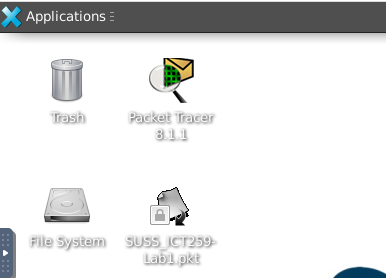 Applications
Trash
Packet Tracer
8.1.1
File System
SUSS_ICT259-
Lab1.pkt